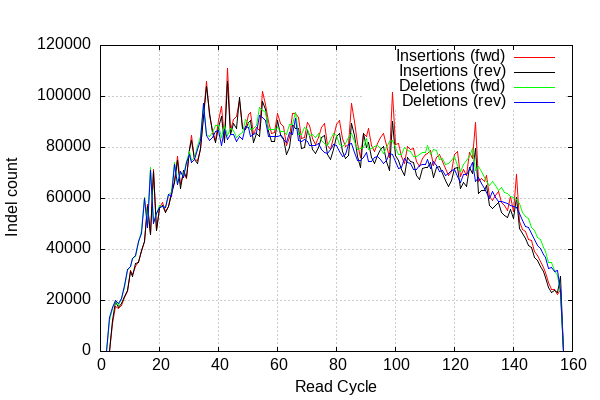 120000
100000
80000
60000
40000
20000
0
Indel count
Insertions (fwd)
Insertions (rev)
Deletions (fwd)
Deletions (rev)
0 20 40 60 80 100 120 140 160
Read Cycle